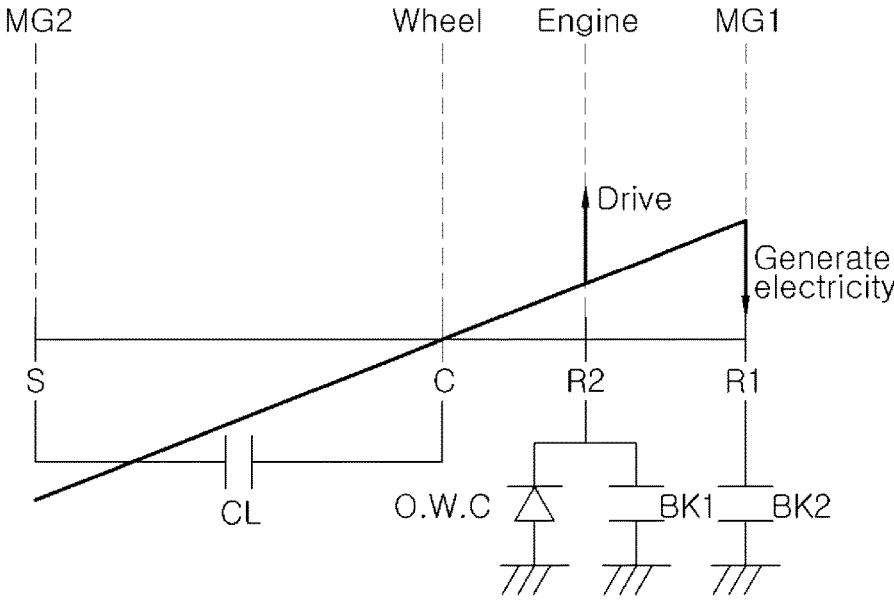 MG2 Wheel Engine MG1
Drive
Generate
electricity
S C R2 R1
CL O.W.C BK1 BK2